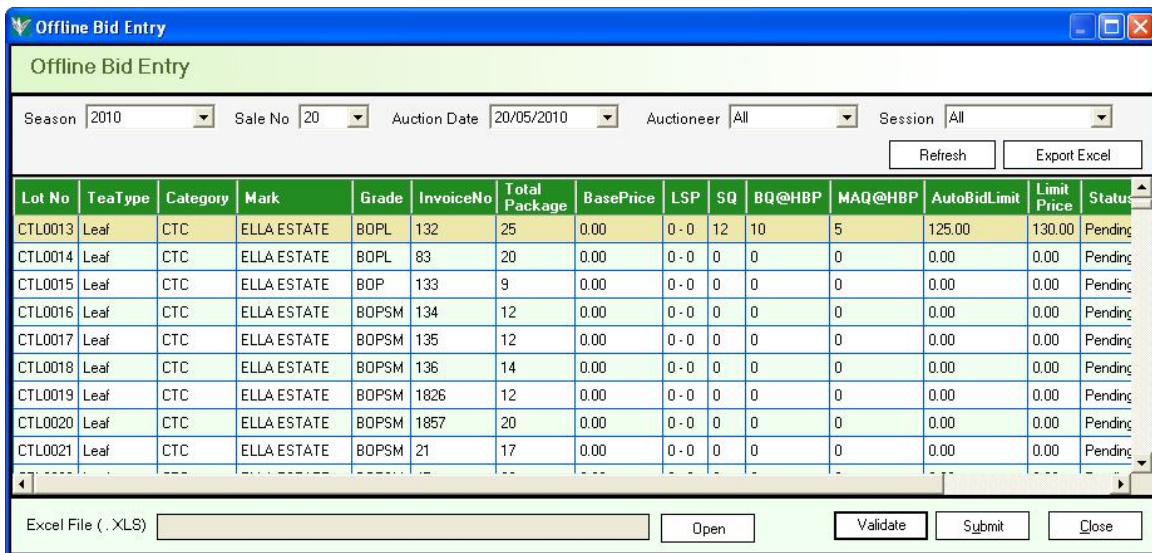 Offline Bid Entry
Offline Bid Entry
Season 2010 Sale No 20 Auction Date 20/05/2010 Auctioneer All Session All
Refresh Export Excel
Lot No TeaType Category Mark Grade InvoiceNo Total Package BasePrice LSP SQ BQ@HBP MAQ@HBP AutoBidLimit Limit Price Status
CTL0013 Leaf CTC ELLA ESTATE BOPL 132 25 0.00 0 - 0 12 10 5 125.00 130.00 Pending
CTL0014 Leaf CTC ELLA ESTATE BOPL 83 20 0.00 0 - 0 0 0 0 0.00 0.00 Pending
CTL0015 Leaf CTC ELLA ESTATE BOP 133 9 0.00 0 - 0 0 0 0 0.00 0.00 Pending
CTL0016 Leaf CTC ELLA ESTATE BOPSM 134 12 0.00 0 - 0 0 0 0 0.00 0.00 Pending
CTL0017 Leaf CTC ELLA ESTATE BOPSM 135 12 0.00 0 - 0 0 0 0 0.00 0.00 Pending
CTL0018 Leaf CTC ELLA ESTATE BOPSM 136 14 0.00 0 - 0 0 0 0 0.00 0.00 Pending
CTL0019 Leaf CTC ELLA ESTATE BOPSM 1826 12 0.00 0 - 0 0 0 0 0.00 0.00 Pending
CTL0020 Leaf CTC ELLA ESTATE BOPSM 1857 20 0.00 0 - 0 0 0 0 0.00 0.00 Pending
CTL0021 Leaf CTC ELLA ESTATE BOPSM 21 17 0.00 0 - 0 0 0 0 0.00 0.00 Pending
Excel File ( . XLS) Open Validate Submit Close